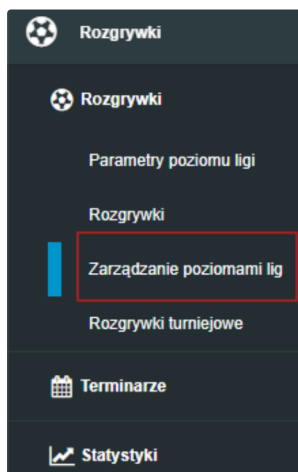 Rozgrywki
Rozgrywki
Parametry poziomu ligi
Rozgrywki
Zarządzanie poziomami lig
Rozgrywki turniejowe
Terminarze
Statystyki